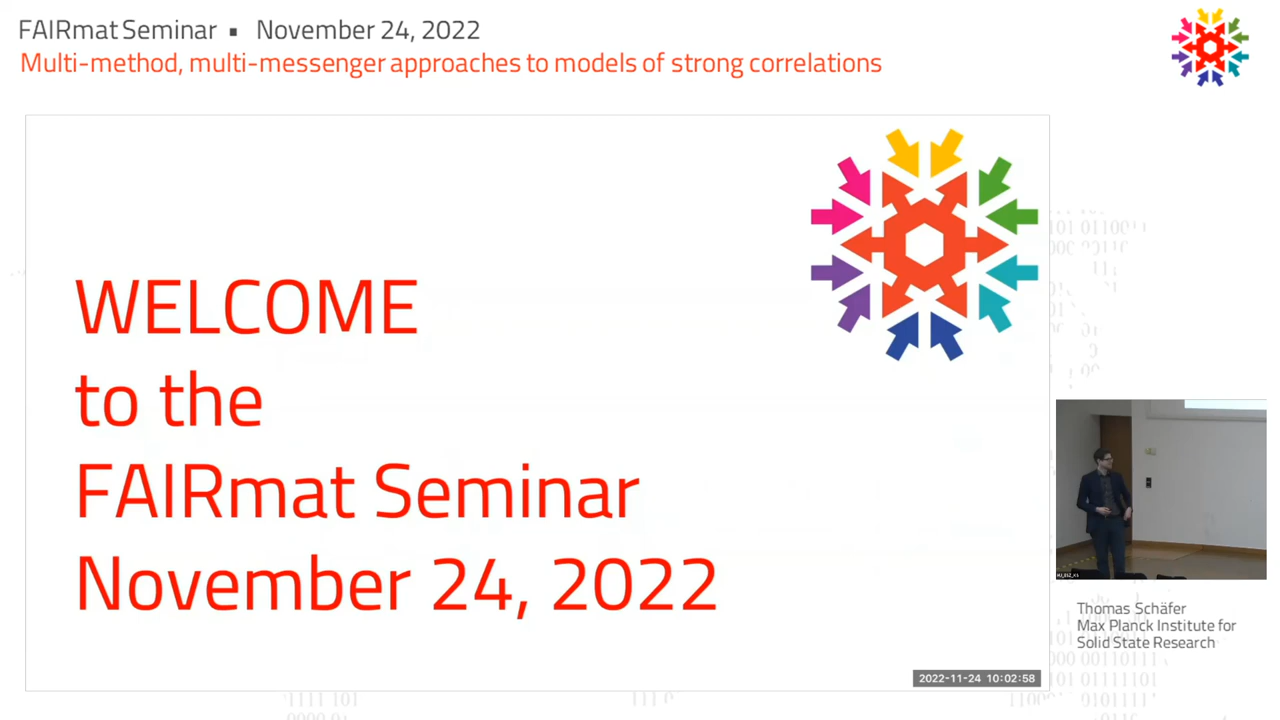 FAIRmat Seminar ▪ November 24, 2022
Multi-method, multi-messenger approaches to models of strong correlations
WELCOME
to the
FAIRmat Seminar
November 24, 2022
2022-11-24 10:02:58
Thomas Schäfer
Max Planck Institute for
Solid State Research